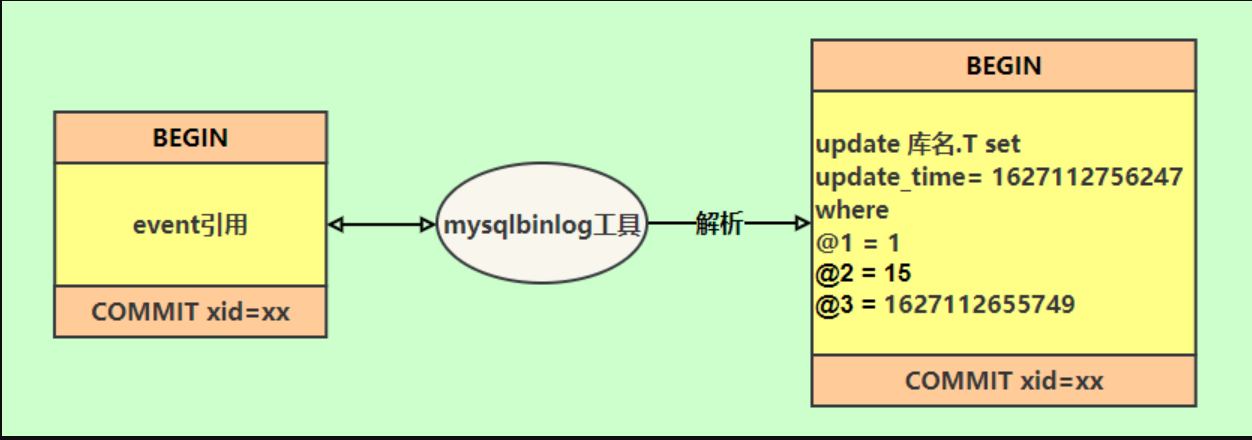 BEGIN
event引用
COMMIT xid=xx
mysqlbinlog工具
解析
BEGIN
update 库名.T set
update_time= 1627112756247
where
@1 = 1
@2 = 15
@3 = 1627112655749
COMMIT xid=xx